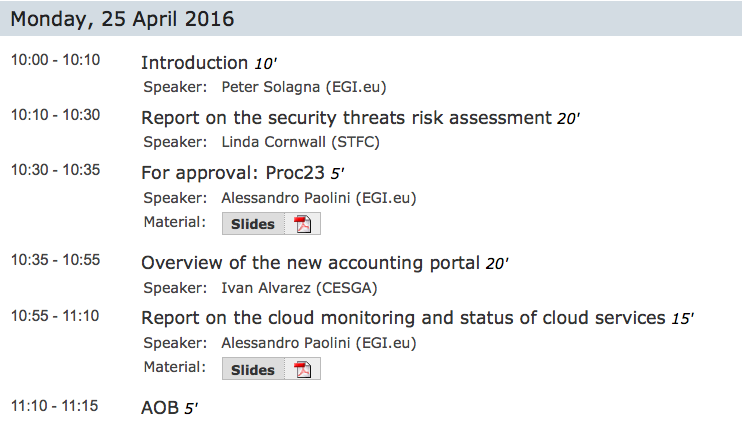 Monday, 25 April 2016
10:00 - 10:10 Introduction 10'
Speaker: Peter Solagna (EGI.eu)
10:10 - 10:30 Report on the security threats risk assessment 20'
Speaker: Linda Cornwall (STFC)
10:30 - 10:35 For approval: Proc23 5'
Speaker: Alessandro Paolini (EGI.eu)
Material: Slides
10:35 - 10:55 Overview of the new accounting portal 20'
Speaker: Ivan Alvarez (CESGA)
10:55 - 11:10 Report on the cloud monitoring and status of cloud services 15'
Speaker: Alessandro Paolini (EGI.eu)
Material: Slides
11:10 - 11:15 AOB 5'